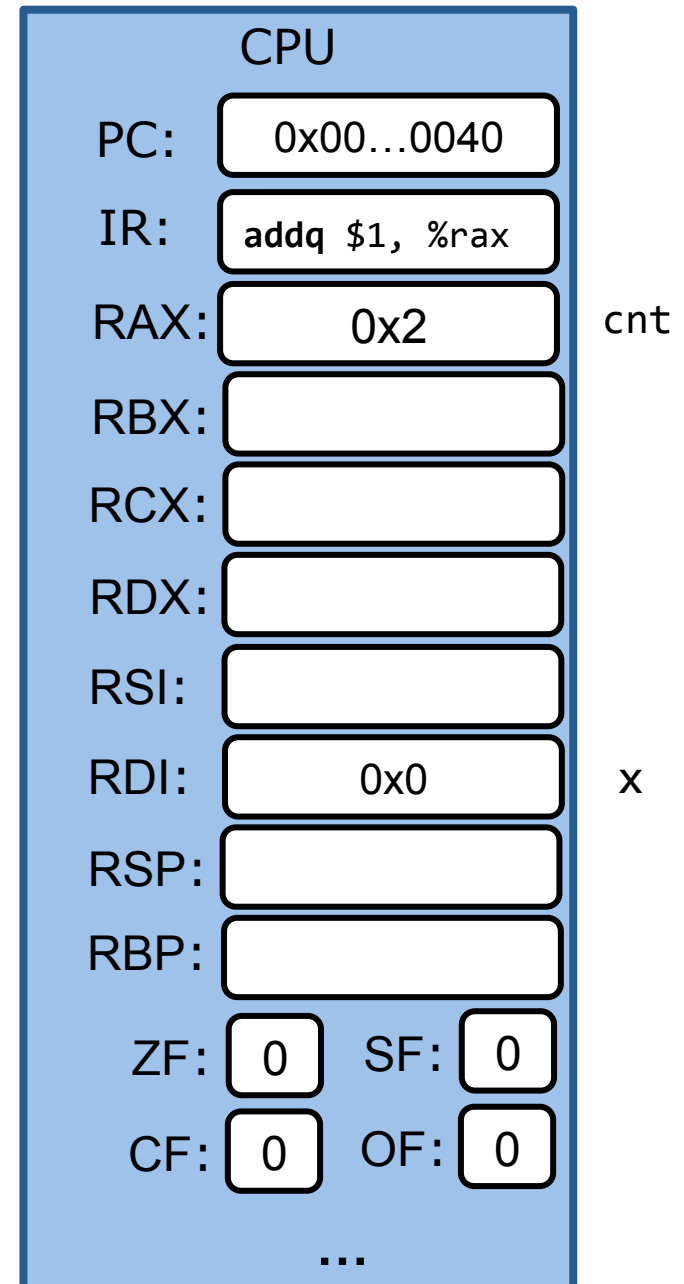 CPU
PC: 0x00...0040
IR: addq $1, %rax
RAX: 0x2 cnt
RBX:
RCX:
RDX:
RSI:
RDI: 0x0 x
RSP:
RBP:
ZF: 0 SF: 0
CF: 0 OF: 0
...